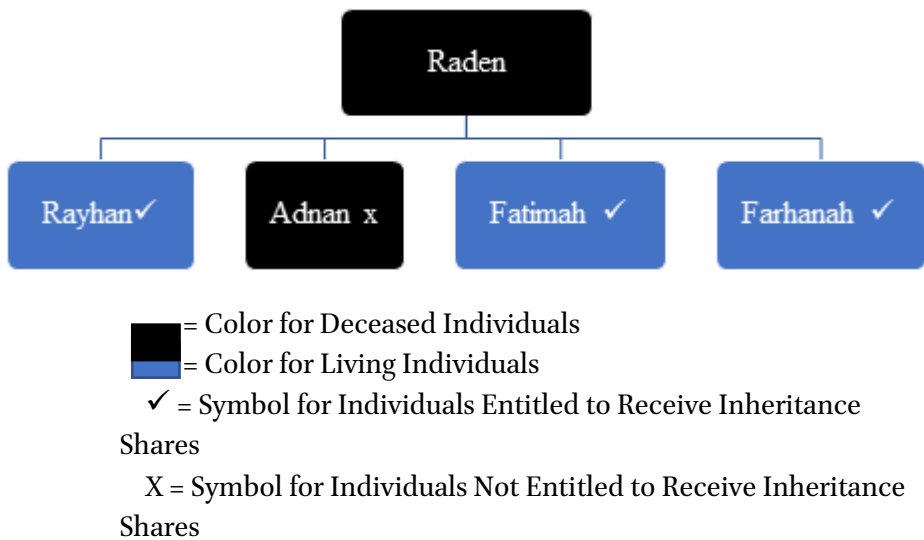 Raden
Rayhan✓
Adnan x
Fatimah ✓
Farhanah ✓
= Color for Deceased Individuals
= Color for Living Individuals
✓ = Symbol for Individuals Entitled to Receive Inheritance
Shares
X = Symbol for Individuals Not Entitled to Receive Inheritance
Shares